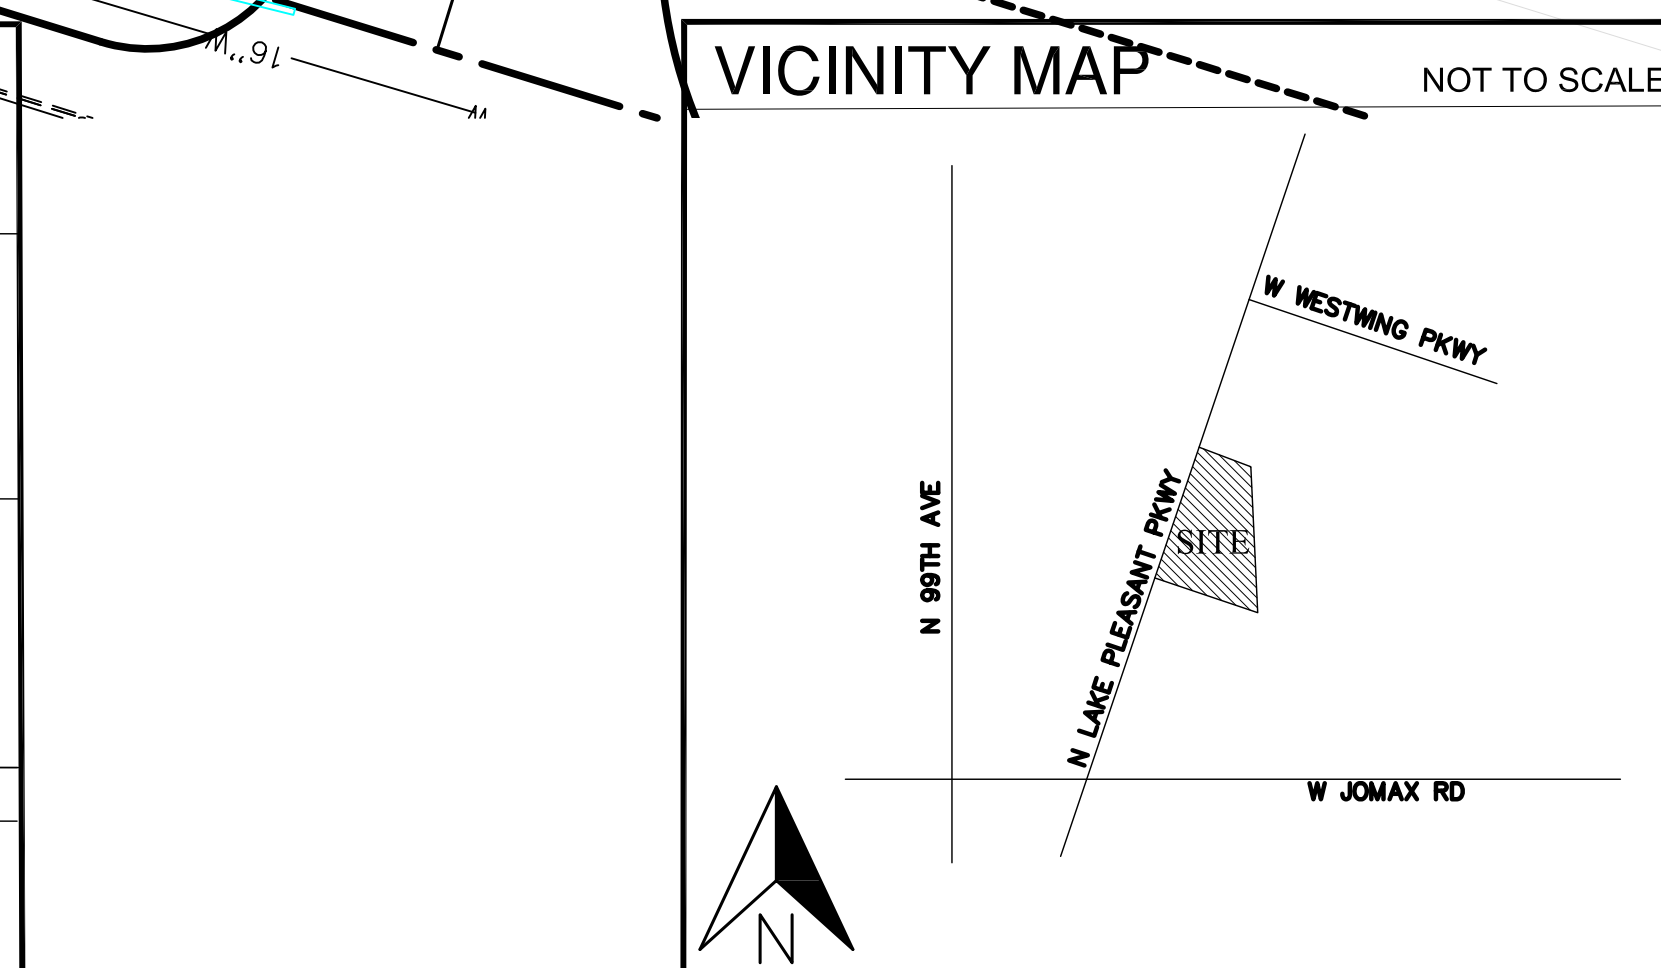 16"W
W
VICINITY MAP
NOT TO SCALE
W WESTWING PKWY
N 99TH AVE
N LAKE PLEASANT PKWY
SITE
W JOMAX RD
N